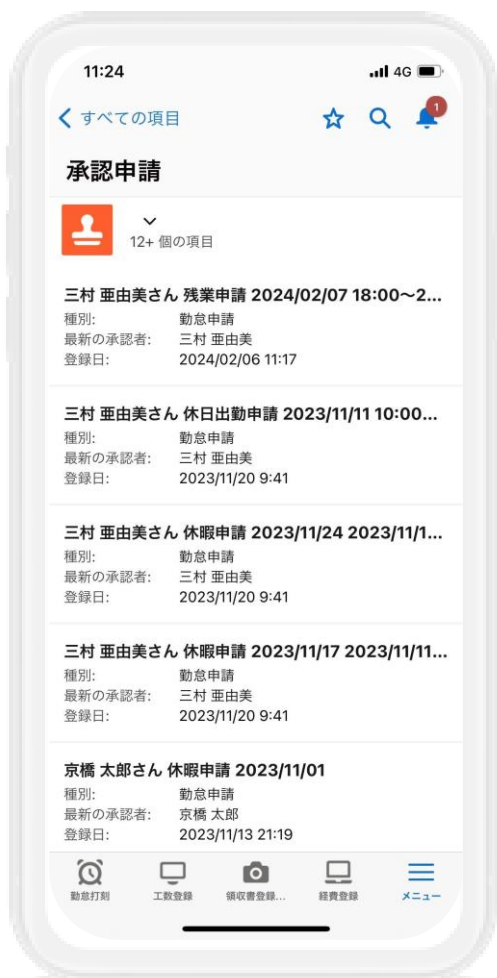 11:24 4G
すべての項目 1
承認申請
12+ 個の項目
三村 亜由美さん 残業申請 2024/02/07 18:00〜2...
種別: 勤怠申請
最新の承認者: 三村 亜由美
登録日: 2024/02/06 11:17
三村 亜由美さん 休日出勤申請 2023/11/11 10:00...
種別: 勤怠申請
最新の承認者: 三村 亜由美
登録日: 2023/11/20 9:41
三村 亜由美さん 休暇申請 2023/11/24 2023/11/1...
種別: 勤怠申請
最新の承認者: 三村 亜由美
登録日: 2023/11/20 9:41
三村 亜由美さん 休暇申請 2023/11/17 2023/11/11...
種別: 勤怠申請
最新の承認者: 三村 亜由美
登録日: 2023/11/20 9:41
京橋 太郎さん 休暇申請 2023/11/01
種別: 勤怠申請
最新の承認者: 京橋 太郎
登録日: 2023/11/13 21:19
勤怠打刻 工数登録 領収書登録... 経費登録 メニュー